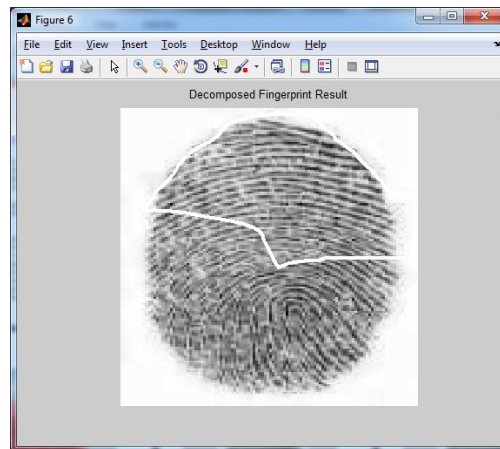 Figure 6
File Edit View Insert Tools Desktop Window Help
Decomposed Fingerprint Result